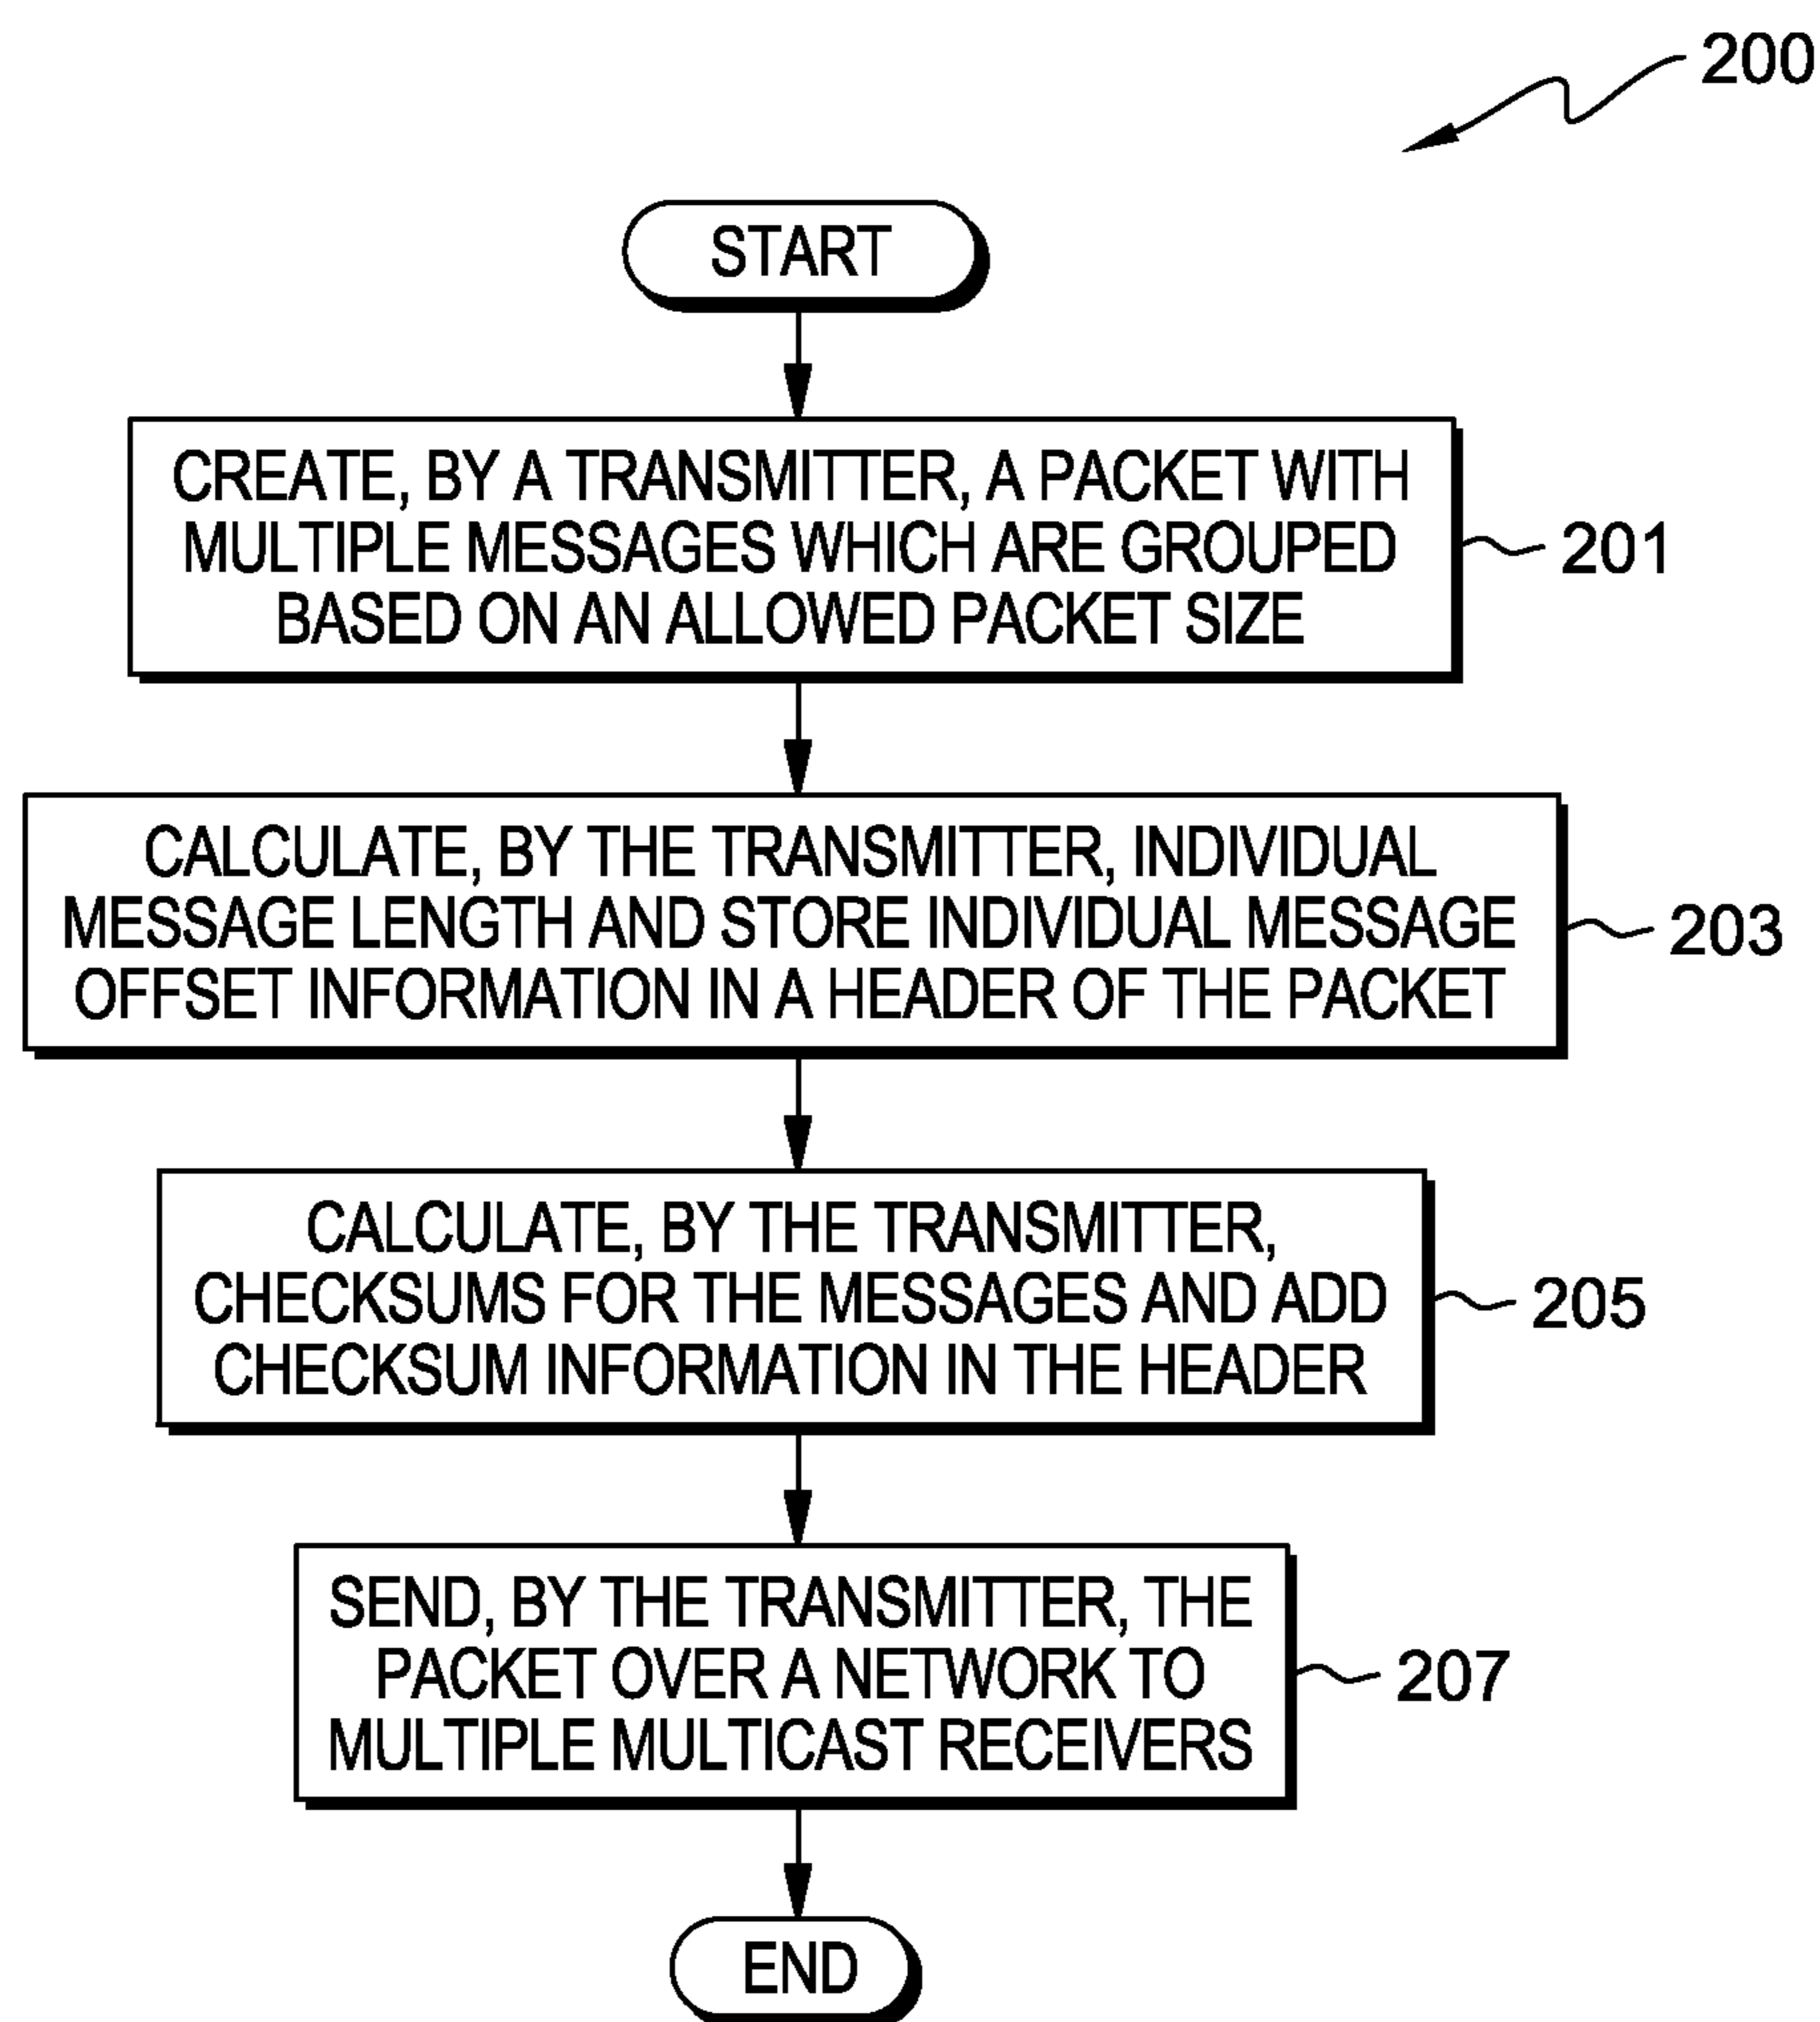 200
START
CREATE, BY A TRANSMITTER, A PACKET WITH
MULTIPLE MESSAGES WHICH ARE GROUPED
BASED ON AN ALLOWED PACKET SIZE
201
CALCULATE, BY THE TRANSMITTER, INDIVIDUAL
MESSAGE LENGTH AND STORE INDIVIDUAL MESSAGE
OFFSET INFORMATION IN A HEADER OF THE PACKET
203
CALCULATE, BY THE TRANSMITTER,
CHECKSUMS FOR THE MESSAGES AND ADD
CHECKSUM INFORMATION IN THE HEADER
205
SEND, BY THE TRANSMITTER, THE
PACKET OVER A NETWORK TO
MULTIPLE MULTICAST RECEIVERS
207
END